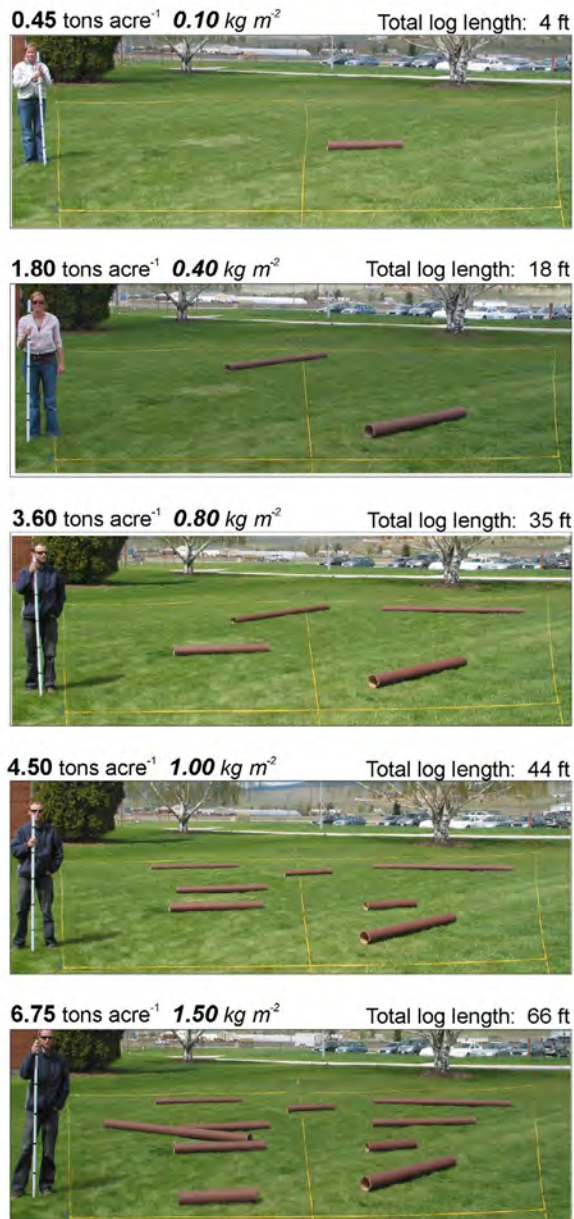 0.45 tons acre⁻¹ 0.10 kg m⁻² Total log length: 4 ft
1.80 tons acre⁻¹ 0.40 kg m⁻² Total log length: 18 ft
3.60 tons acre⁻¹ 0.80 kg m⁻² Total log length: 35 ft
4.50 tons acre⁻¹ 1.00 kg m⁻² Total log length: 44 ft
6.75 tons acre⁻¹ 1.50 kg m⁻² Total log length: 66 ft